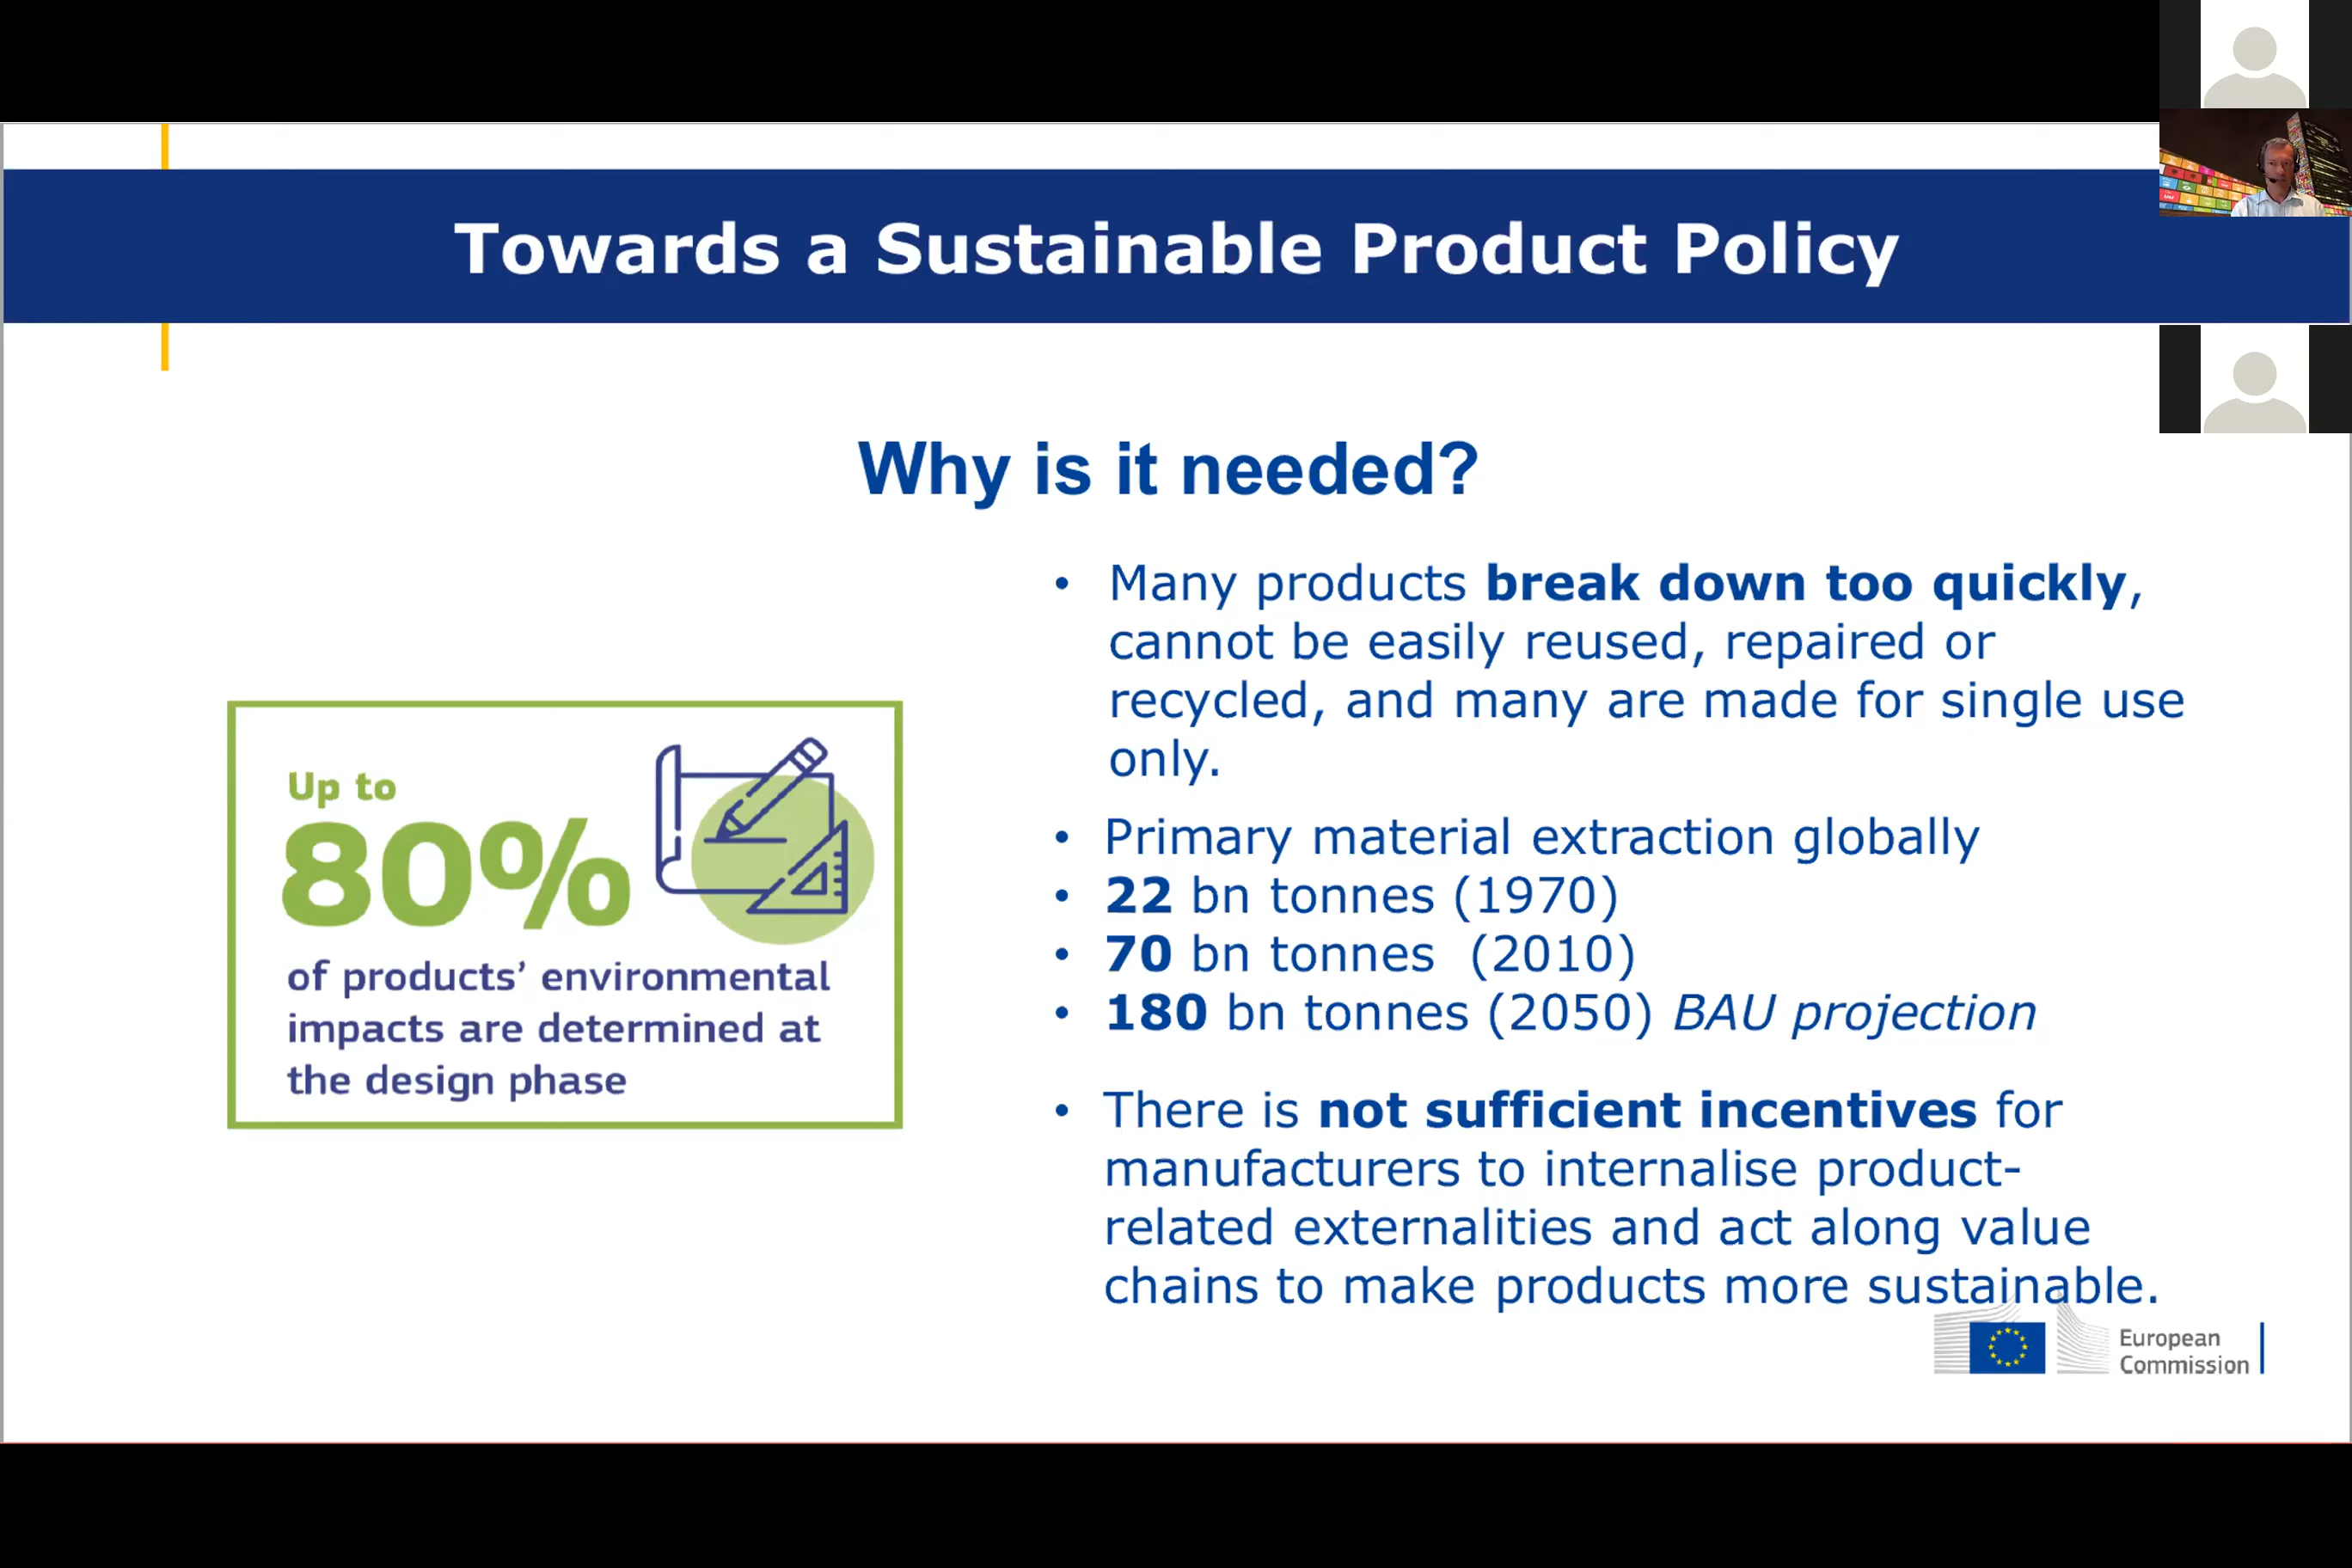 Towards a Sustainable Product Policy
Why is it needed?
Up to
80%
of products’ environmental
impacts are determined at
the design phase
• Many products break down too quickly,
cannot be easily reused, repaired or
recycled, and many are made for single use
only.
• Primary material extraction globally
• 22 bn tonnes (1970)
• 70 bn tonnes (2010)
• 180 bn tonnes (2050) BAU projection
• There is not sufficient incentives for
manufacturers to internalise product-
related externalities and act along value
chains to make products more sustainable.
European
Commission